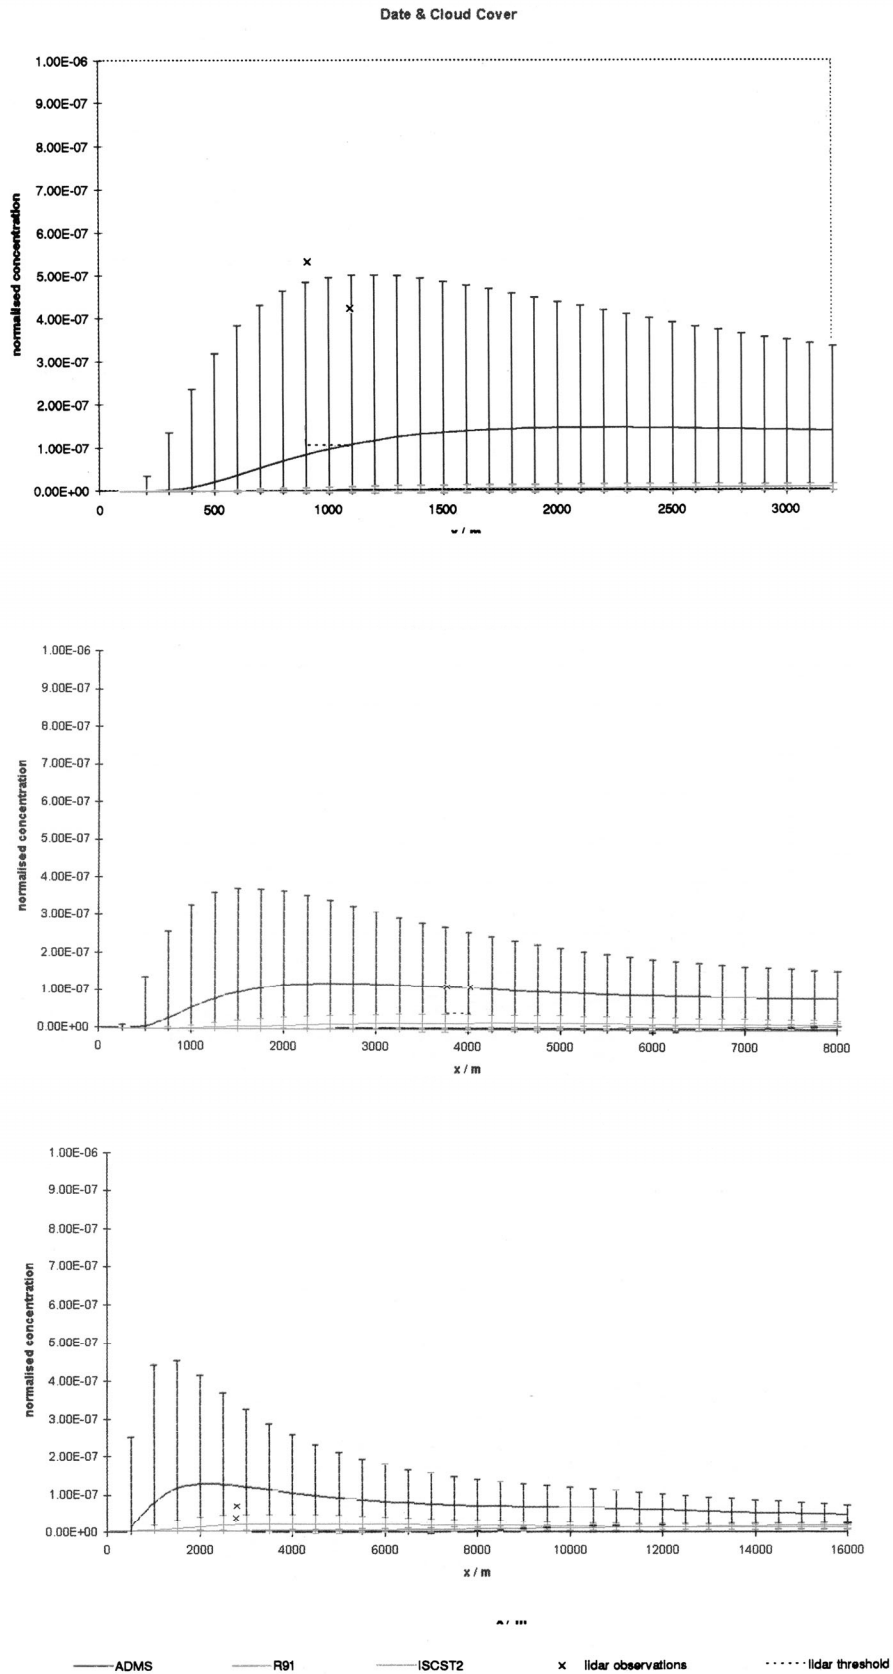 Date & Cloud Cover
1.00E-06
9.00E-07
8.00E-07
7.00E-07
6.00E-07
5.00E-07
4.00E-07
3.00E-07
2.00E-07
1.00E-07
0.00E+00
normalised concentration
0 500 1000 1500 2000 2500 3000
1.00E-06
9.00E-07
8.00E-07
7.00E-07
6.00E-07
5.00E-07
4.00E-07
3.00E-07
2.00E-07
1.00E-07
0.00E+00
normalised concentration
0 1000 2000 3000 4000 5000 6000 7000 8000
x / m
1.00E-06
9.00E-07
8.00E-07
7.00E-07
6.00E-07
5.00E-07
4.00E-07
3.00E-07
2.00E-07
1.00E-07
0.00E+00
normalised concentration
0 2000 4000 6000 8000 10000 12000 14000 16000
x / m
ADMS R91 ISCST2 lidar observations lidar threshold